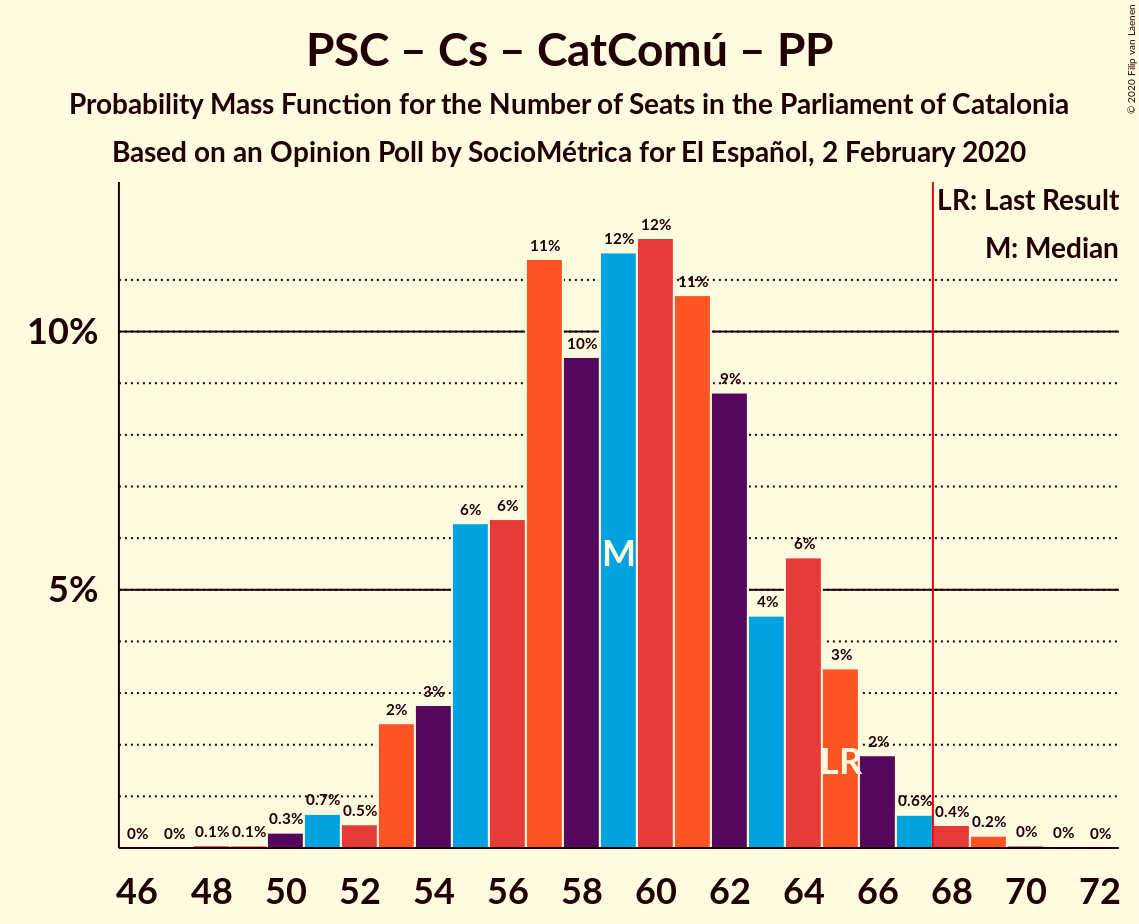 PSC – Cs – CatComú – PP
Probability Mass Function for the Number of Seats in the Parliament of Catalonia
Based on an Opinion Poll by SocioMétrica for El Español, 2 February 2020
© 2020 Filip van Laenen
LR: Last Result
M: Median
10%
5%
0% 0% 0.1% 0.1% 0.3% 0.7% 0.5% 2% 3% 6% 6% 11% 10% 12% 12% 11% 9% 4% 6% 3% 2% 0.6% 0.4% 0.2% 0% 0% 0%
M
LR
46 48 50 52 54 56 58 60 62 64 66 68 70 72